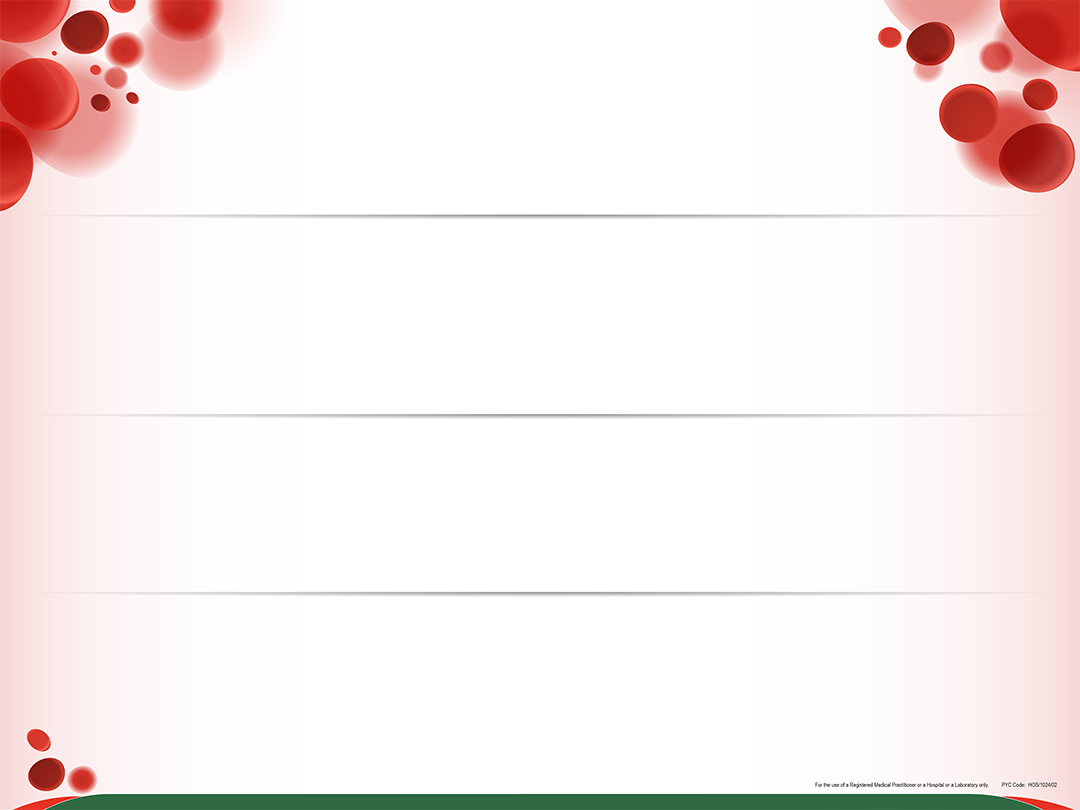 For the use of a Registered Medical Practitioner or a Hospital or a Laboratory only. PYC Code: HOS/1024/02